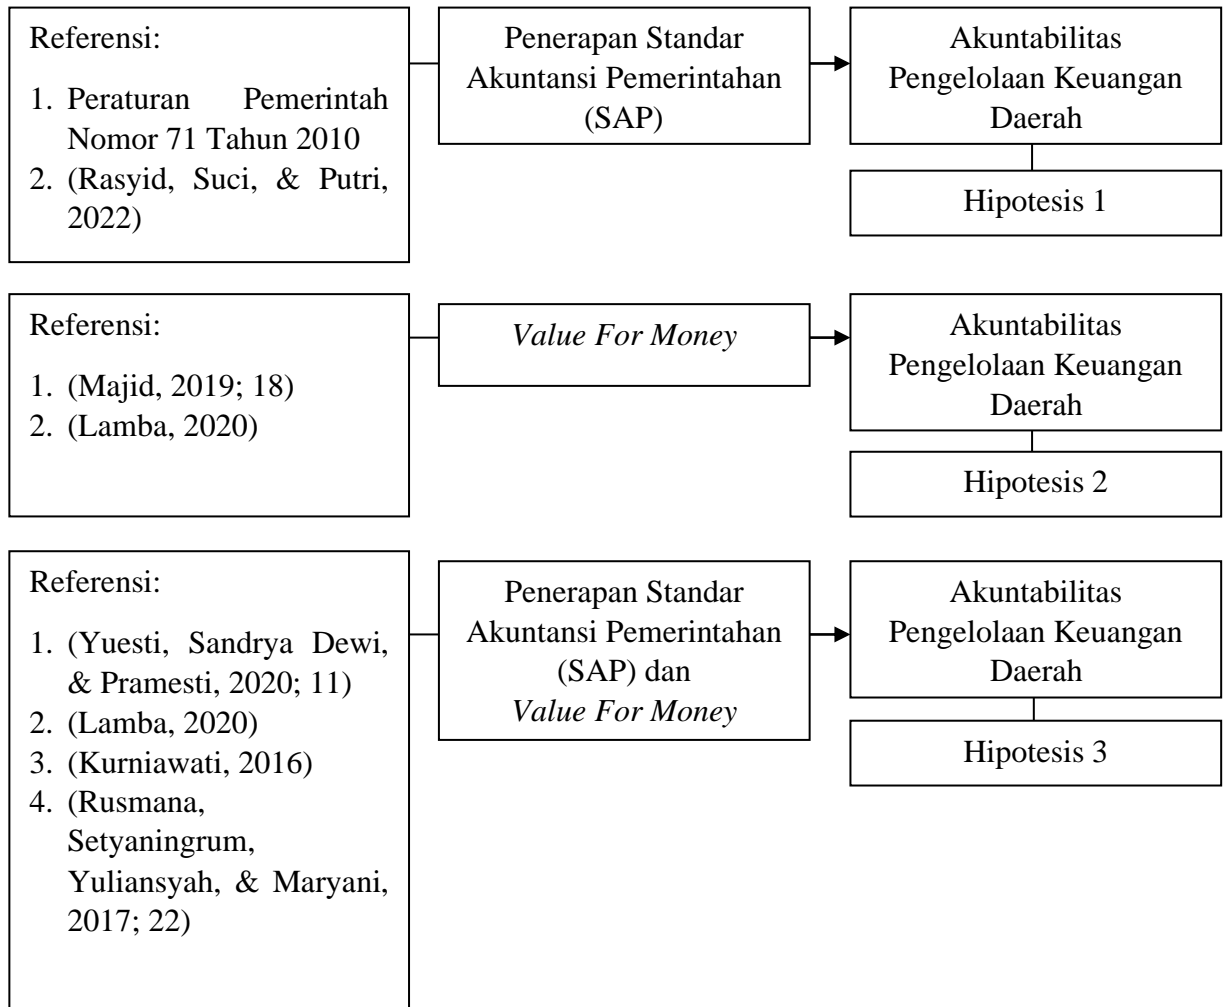 Referensi:
1. Peraturan Pemerintah
Nomor 71 Tahun 2010
2. (Rasyid, Suci, & Putri,
2022)
Penerapan Standar
Akuntansi Pemerintahan
(SAP)
Akuntabilitas
Pengelolaan Keuangan
Daerah
Hipotesis 1
Referensi:
1. (Majid, 2019; 18)
2. (Lamba, 2020)
Value For Money
Akuntabilitas
Pengelolaan Keuangan
Daerah
Hipotesis 2
Referensi:
1. (Yuesti, Sandrya Dewi,
& Pramesti, 2020; 11)
2. (Lamba, 2020)
3. (Kurniawati, 2016)
4. (Rusmana,
Setyaningrum,
Yuliansyah, & Maryani,
2017; 22)
Penerapan Standar
Akuntansi Pemerintahan
(SAP) dan
Value For Money
Akuntabilitas
Pengelolaan Keuangan
Daerah
Hipotesis 3